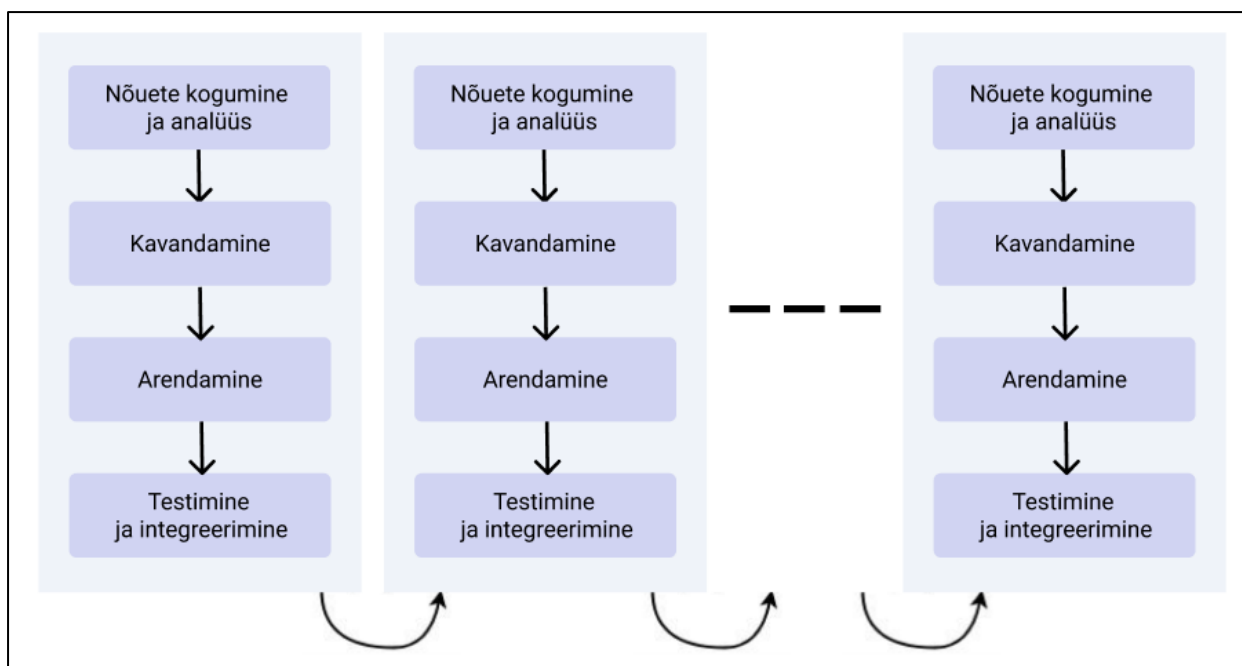 Nõuete kogumine
ja analüüs
Kavandamine
Arendamine
Testimine
ja integreerimine
Nõuete kogumine
ja analüüs
Kavandamine
Arendamine
Testimine
ja integreerimine
Nõuete kogumine
ja analüüs
Kavandamine
Arendamine
Testimine
ja integreerimine